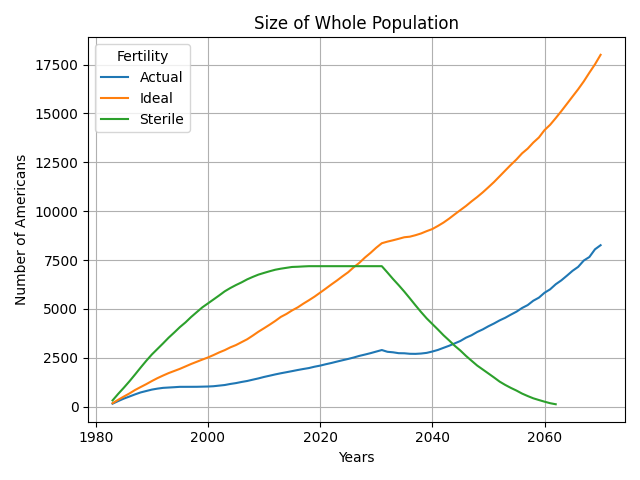 Size of Whole Population
Fertility
Actual
Ideal
Sterile
Number of Americans
17500
15000
12500
10000
7500
5000
2500
0
1980
2000
2020
2040
2060
Years